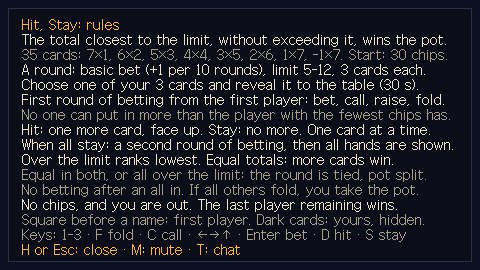 Hit, Stay: rules
The total closest to the limit, without exceeding it, wins the pot.
35 cards: 7×1, 6×2, 5×3, 4×4, 3×5, 2×6, 1×7, -1×7. Start: 30 chips.
A round: basic bet (+1 per 10 rounds), limit 5-12, 3 cards each.
Choose one of your 3 cards and reveal it to the table (30 s).
First round of betting from the first player: bet, call, raise, fold.
No one can put in more than the player with the fewest chips has.
Hit: one more card, face up. Stay: no more. One card at a time.
When all stay: a second round of betting, then all hands are shown.
Over the limit ranks lowest. Equal totals: more cards win.
Equal in both, or all over the limit: the round is tied, pot split.
No betting after an all in. If all others fold, you take the pot.
No chips, and you are out. The last player remaining wins.
Square before a name: first player. Dark cards: yours, hidden.
Keys: 1-3 · F fold · C call · ←→↑ · Enter bet · D hit · S stay
H or Esc: close · M: mute · T: chat